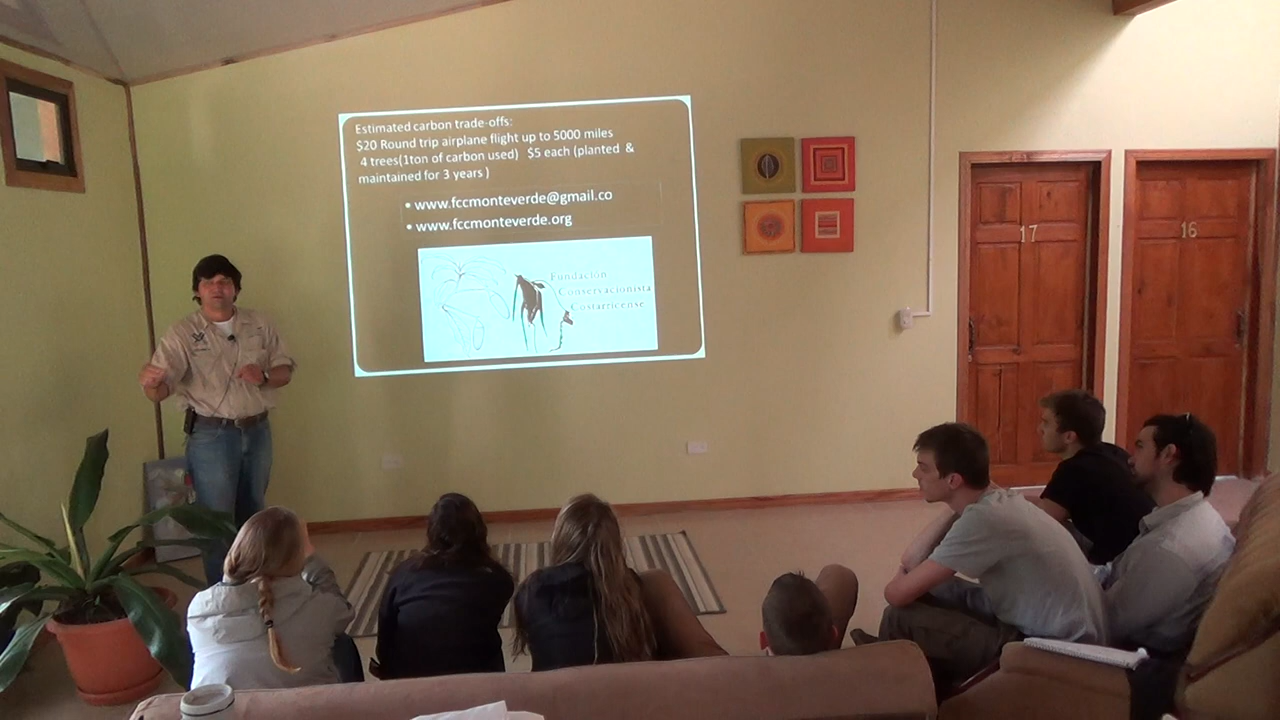 Estimated carbon trade-offs:
$20 Round trip airplane flight up to 5000 miles
4 trees(1ton of carbon used) $5 each (planted &
maintained for 3 years )
• www.fccmonteverde@gmail.co
• www.fccmonteverde.org
Fundación
Conservacionista
Costarricense
17
16